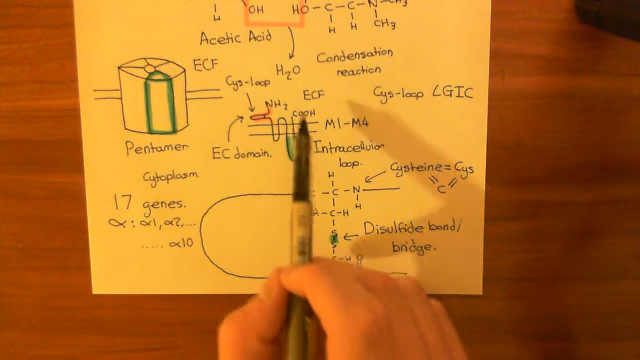 H
OH HO-C-C-N-CH3
H H CH3
Acetic Acid
ECF
H2O
Condensation
reaction
Cys-loop
NH2
ECF
COOH
Cys-loop LGIC
M1-M4
Pentamer
EC domain.
Intracellular
loop.
Cytoplasm
Cysteine = Cys
C
17 genes.
α: α1, α2,....
..... α10
H
-C-N
H-C-H
S
Disulfide bond/
bridge.